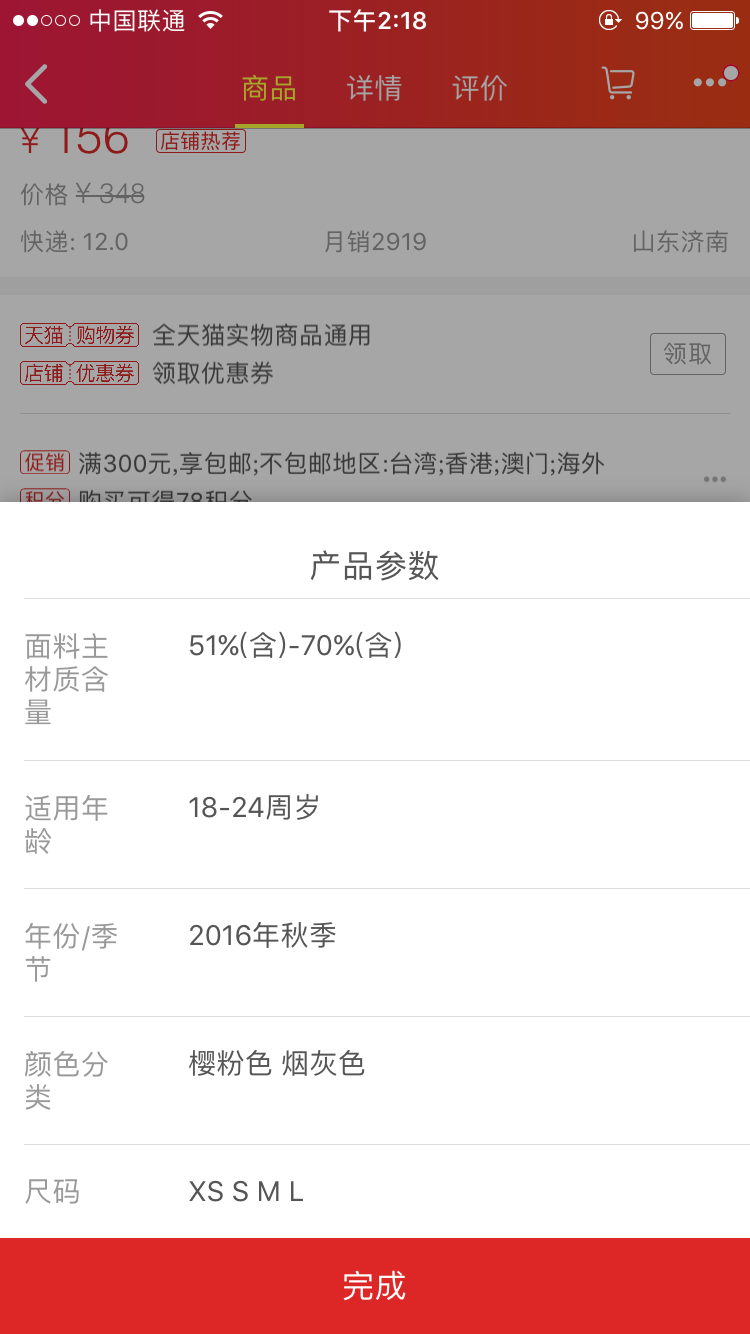 中国联通 下午2:18 99%
商品 详情 评价
¥ 156 店铺热荐
价格 ¥ 348
快递: 12.0 月销2919 山东济南
天猫 购物券 全天猫实物商品通用
领取
店铺 优惠券 领取优惠券
促销 满300元,享包邮;不包邮地区:台湾;香港;澳门;海外
积分 购买可得78积分
产品参数
面料主 51%(含)-70%(含)
材质含
量
适用年 18-24周岁
龄
年份/季 2016年秋季
节
颜色分 樱粉色 烟灰色
类
尺码 XS S M L
完成